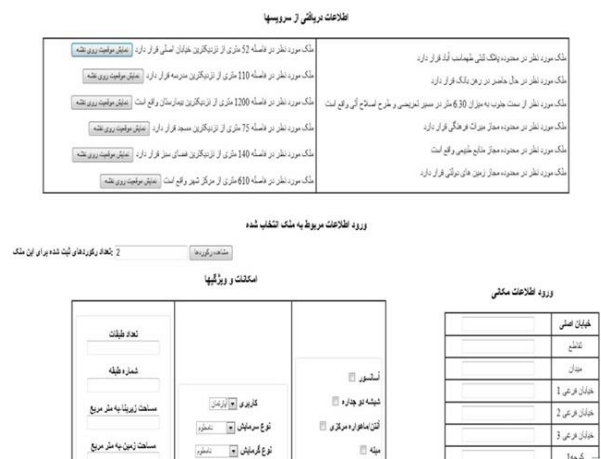 اطلاعات دریافتی از سرویسها
ملک مورد نظر در محدوده پلاک ثبتی طهماسب آباد قرار دارد
ملک مورد نظر در حال حاضر در رهن بانک قرار دارد
ملک مورد نظر از سمت جنوب به میزان 6.30 متر در مسیر تعریضی و طرح اصلاح آتی واقع است
ملک مورد نظر در محدوده مجاز میراث فرهنگی قرار دارد
ملک مورد نظر در محدوده مجاز منابع طبیعی واقع است
ملک مورد نظر در محدوده مجاز زمین های دولتی قرار دارد
ملک مورد نظر در فاصله 52 متری از نزدیکترین خیابان اصلی قرار دارد نمایش موقعیت روی نقشه
ملک مورد نظر در فاصله 110 متری از نزدیکترین مدرسه قرار دارد نمایش موقعیت روی نقشه
ملک مورد نظر در فاصله 1200 متری از نزدیکترین بیمارستان واقع است نمایش موقعیت روی نقشه
ملک مورد نظر در فاصله 75 متری از نزدیکترین مسجد قرار دارد نمایش موقعیت روی نقشه
ملک مورد نظر در فاصله 140 متری از نزدیکترین فضای سبز قرار دارد نمایش موقعیت روی نقشه
ملک مورد نظر در فاصله 610 متری از مرکز شهر واقع است نمایش موقعیت روی نقشه
ورود اطلاعات مربوط به ملک انتخاب شده
مشاهده رکوردها 2 :تعداد رکوردهای ثبت شده برای این ملک
ورود اطلاعات مکانی
خیابان اصلی
تقاطع
میدان
خیابان فرعی 1
خیابان فرعی 2
خیابان فرعی 3
کوچه1
امکانات و ویژگیها
آسانسور
شیشه دو جداره
آنتن/ماهواره مرکزی
مبله
کاربری آپارتمان
نوع سرمایش نامعلوم
نوع گرمایش نامعلوم
تعداد طبقات
شماره طبقه
مساحت زیربنا-به متر مربع
مساحت زمین-به متر مربع